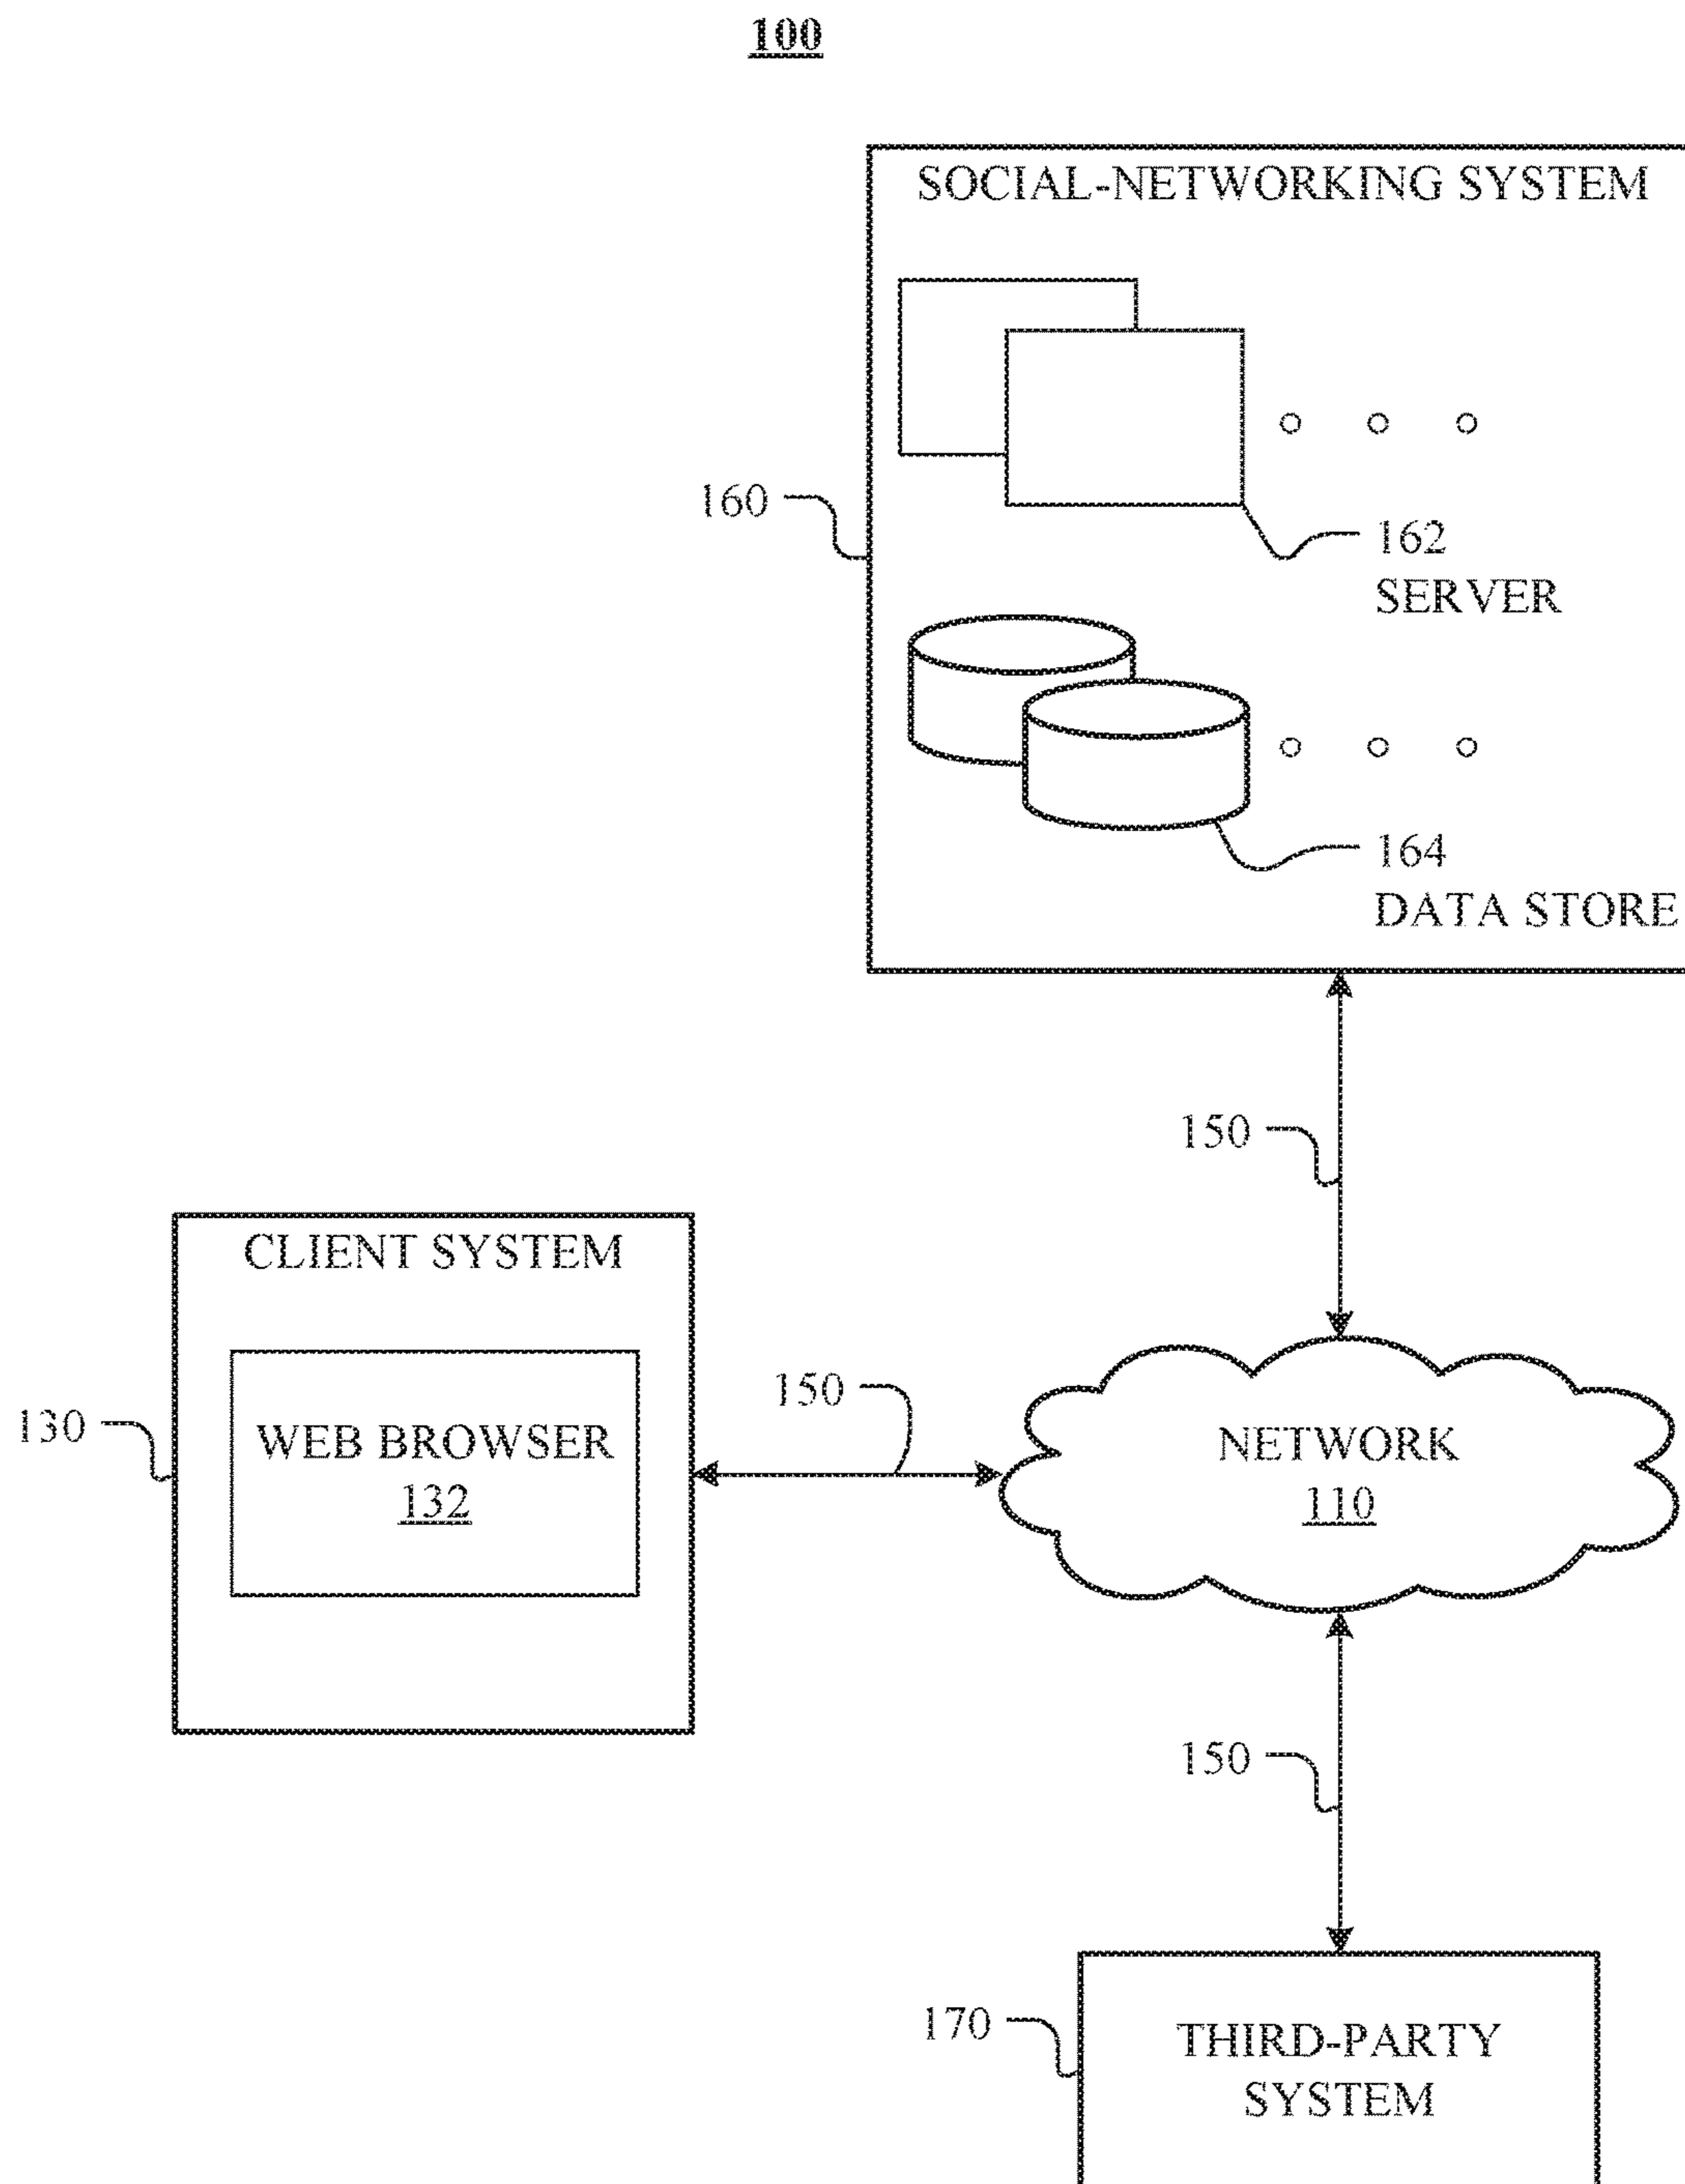 100
SOCIAL-NETWORKING SYSTEM
160
162
SERVER
164
DATA STORE
150
CLIENT SYSTEM
130
WEB BROWSER
132
150
NETWORK
110
150
170
THIRD-PARTY
SYSTEM